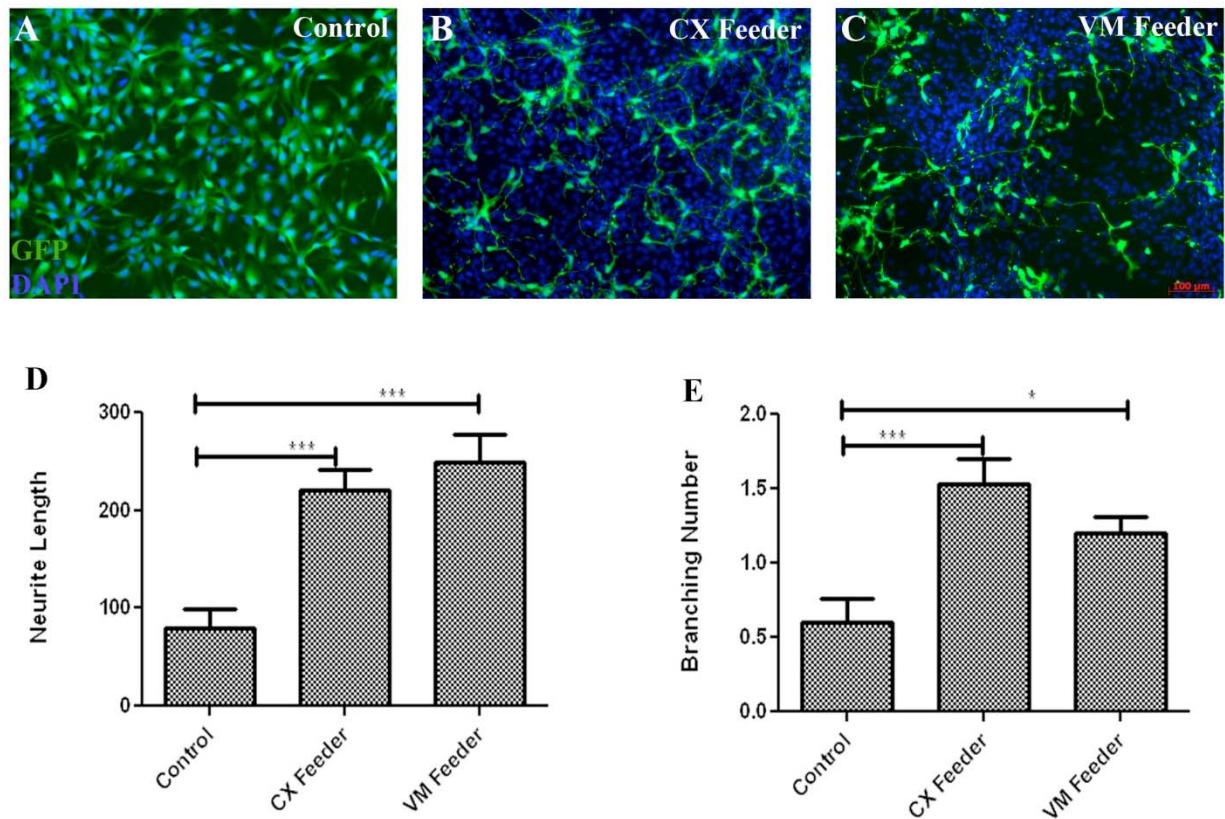 A Control
B CX Feeder
C VM Feeder
GFP
DAPI
100 µm
D
***
***
300
200
100
0
Neurite Length
Control
CX Feeder
VM Feeder
E
*
***
2.0
1.5
1.0
0.5
0.0
Branching Number
Control
CX Feeder
VM Feeder